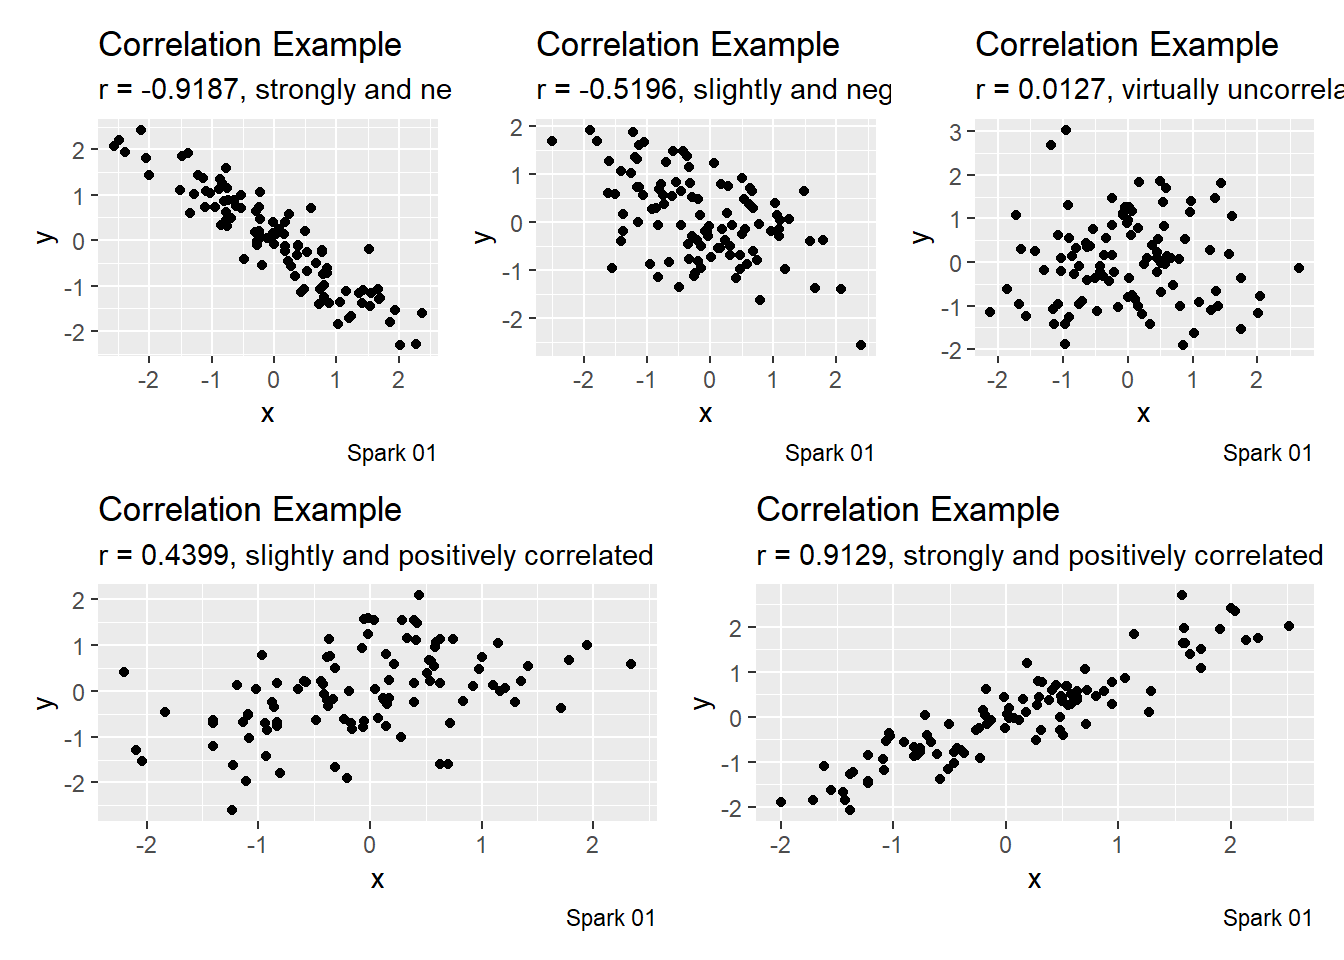 Correlation Example
r = -0.9187, strongly and ne
2
1
0
-1
-2
y
-2 -1 0 1 2
x
Spark 01
Correlation Example
r = -0.5196, slightly and neg
2
1
0
-1
-2
y
-2 -1 0 1 2
x
Spark 01
Correlation Example
r = 0.0127, virtually uncorrela
3
2
1
0
-1
-2
y
-2 -1 0 1 2
x
Spark 01
Correlation Example
r = 0.4399, slightly and positively correlated
2
1
0
-1
-2
y
-2 -1 0 1 2
x
Spark 01
Correlation Example
r = 0.9129, strongly and positively correlated
2
1
0
-1
-2
y
-2 -1 0 1 2
x
Spark 01